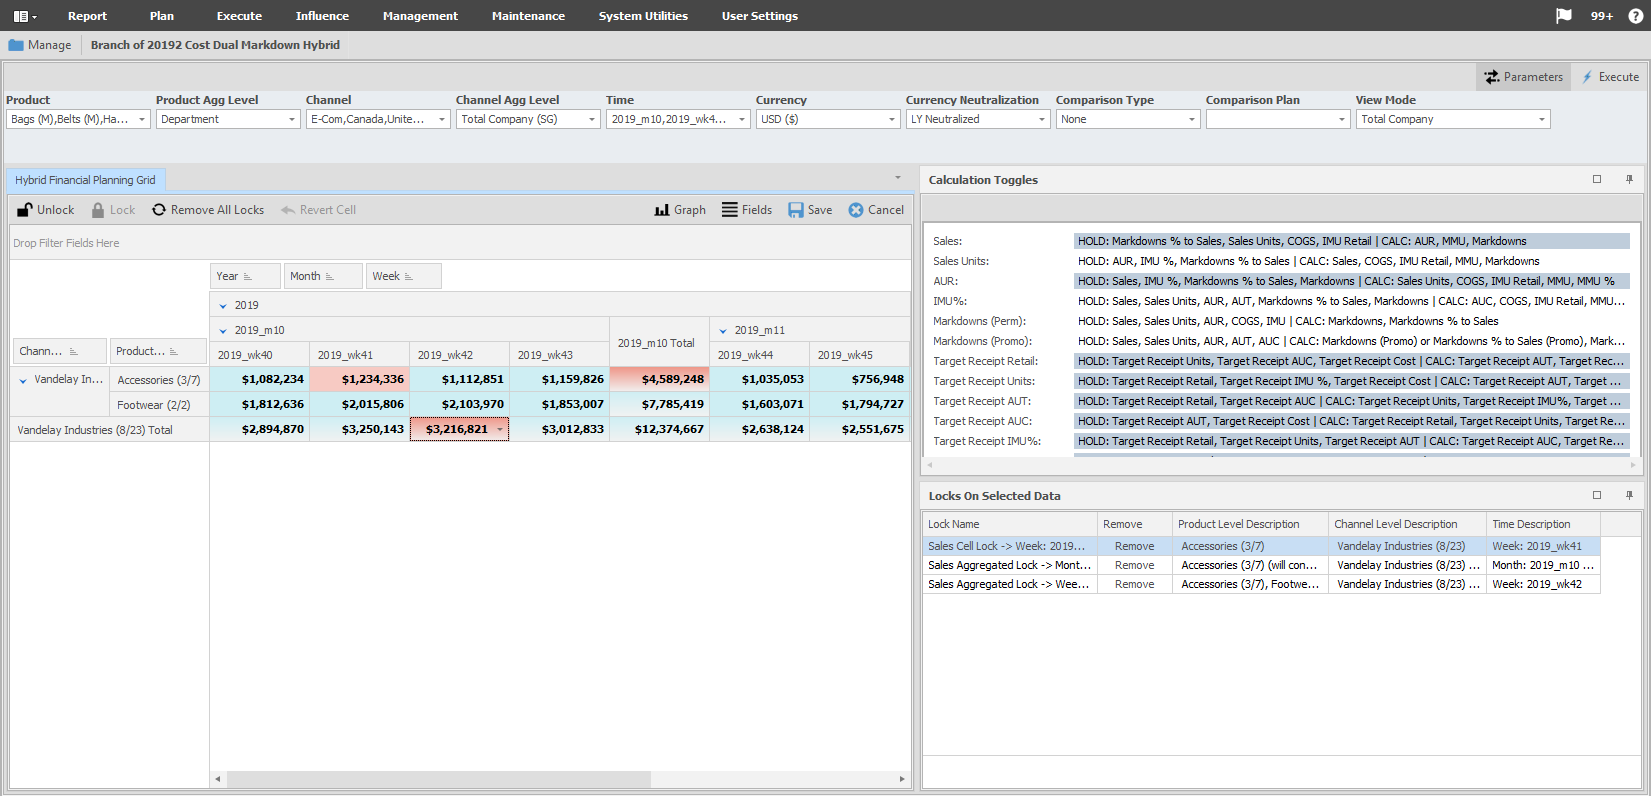 Report Plan Execute Influence Management Maintenance System Utilities User Settings 99+ ?
Manage Branch of 20192 Cost Dual Markdown Hybrid
Parameters Execute
Product Product Agg Level Channel Channel Agg Level Time Currency Currency Neutralization Comparison Type Comparison Plan View Mode
Bags (M),Belts (M),Ha... Department E-Com,Canada,Unite... Total Company (SG) 2019_m10,2019_wk4... USD ($) LY Neutralized None Total Company
Hybrid Financial Planning Grid
Unlock Lock Remove All Locks Revert Cell Graph Fields Save Cancel
Drop Filter Fields Here
Year Month Week
2019
2019_m10 2019_m10 Total 2019_m11
Chann... Product... 2019_wk40 2019_wk41 2019_wk42 2019_wk43 2019_wk44 2019_wk45
Vandelay In... Accessories (3/7) $1,082,234 $1,234,336 $1,112,851 $1,159,826 $4,589,248 $1,035,053 $756,948
Footwear (2/2) $1,812,636 $2,015,806 $2,103,970 $1,853,007 $7,785,419 $1,603,071 $1,794,727
Vandelay Industries (8/23) Total $2,894,870 $3,250,143 $3,216,821 $3,012,833 $12,374,667 $2,638,124 $2,551,675
Calculation Toggles
Sales: HOLD: Markdowns % to Sales, Sales Units, COGS, IMU Retail | CALC: AUR, MMU, Markdowns
Sales Units: HOLD: AUR, IMU %, Markdowns % to Sales | CALC: Sales, COGS, IMU Retail, MMU, Markdowns
AUR: HOLD: Sales, IMU %, Markdowns % to Sales, Markdowns | CALC: Sales Units, COGS, IMU Retail, MMU, MMU %
IMU%: HOLD: Sales, Sales Units, AUR, AUT, Markdowns % to Sales, Markdowns | CALC: AUC, COGS, IMU Retail, MMU...
Markdowns (Perm): HOLD: Sales, Sales Units, AUR, COGS, IMU | CALC: Markdowns, Markdowns % to Sales
Markdowns (Promo): HOLD: Sales, Sales Units, AUR, AUT, AUC | CALC: Markdowns (Promo) or Markdowns % to Sales (Promo), Mark...
Target Receipt Retail: HOLD: Target Receipt Units, Target Receipt AUC, Target Receipt Cost | CALC: Target Receipt AUT, Target Rec...
Target Receipt Units: HOLD: Target Receipt Retail, Target Receipt IMU %, Target Receipt Cost | CALC: Target Receipt AUT, Target ...
Target Receipt AUT: HOLD: Target Receipt Retail, Target Receipt AUC | CALC: Target Receipt Units, Target Receipt IMU%, Target ...
Target Receipt AUC: HOLD: Target Receipt AUT, Target Receipt Cost | CALC: Target Receipt Retail, Target Receipt Units, Target Re...
Target Receipt IMU%: HOLD: Target Receipt Retail, Target Receipt Units, Target Receipt AUT | CALC: Target Receipt AUC, Target Rec...
Locks On Selected Data
Lock Name Remove Product Level Description Channel Level Description Time Description
Sales Cell Lock -> Week: 2019... Remove Accessories (3/7) Vandelay Industries (8/23) Week: 2019_wk41
Sales Aggregated Lock -> Mont... Remove Accessories (3/7) (will con... Vandelay Industries (8/23) ... Month: 2019_m10 ...
Sales Aggregated Lock -> Wee... Remove Accessories (3/7), Footwe... Vandelay Industries (8/23) ... Week: 2019_wk42